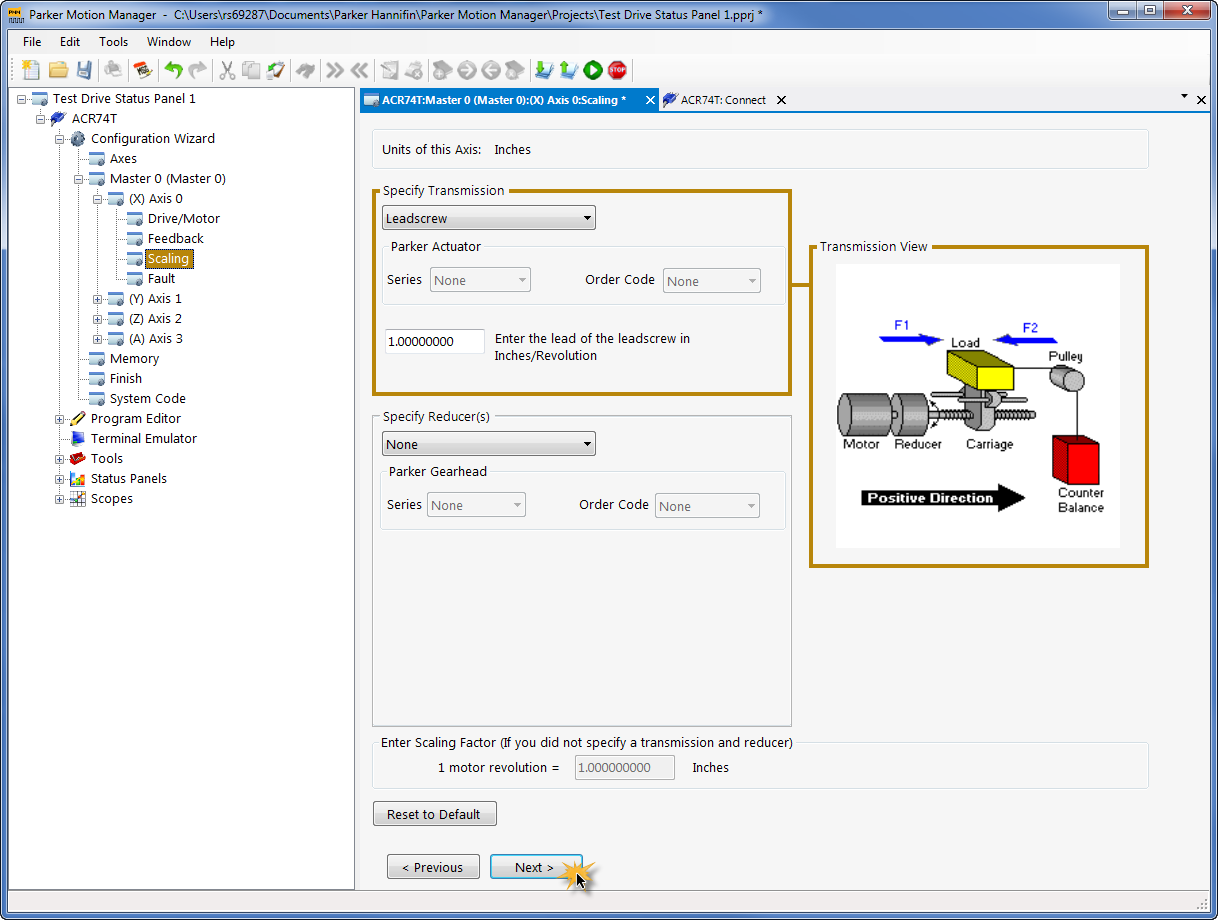 Parker Motion Manager - C:\Users\rs69287\Documents\Parker Hannifin\Parker Motion Manager\Projects\Test Drive Status Panel 1.pprj *
File Edit Tools Window Help
STOP
Test Drive Status Panel 1
ACR74T
Configuration Wizard
Axes
Master 0 (Master 0)
(X) Axis 0
Drive/Motor
Feedback
Scaling
Fault
(Y) Axis 1
(Z) Axis 2
(A) Axis 3
Memory
Finish
System Code
Program Editor
Terminal Emulator
Tools
Status Panels
Scopes
ACR74T:Master 0 (Master 0):(X) Axis 0:Scaling * ACR74T: Connect
Units of this Axis: Inches
Specify Transmission
Leadscrew
Parker Actuator
Series None Order Code None
1.00000000 Enter the lead of the leadscrew in
Inches/Revolution
Specify Reducer(s)
None
Parker Gearhead
Series None Order Code None
Transmission View
F1 F2
Load
Pulley
Motor Reducer Carriage
Positive Direction
Counter
Balance
Enter Scaling Factor (If you did not specify a transmission and reducer)
1 motor revolution = 1.000000000 Inches
Reset to Default
< Previous Next >